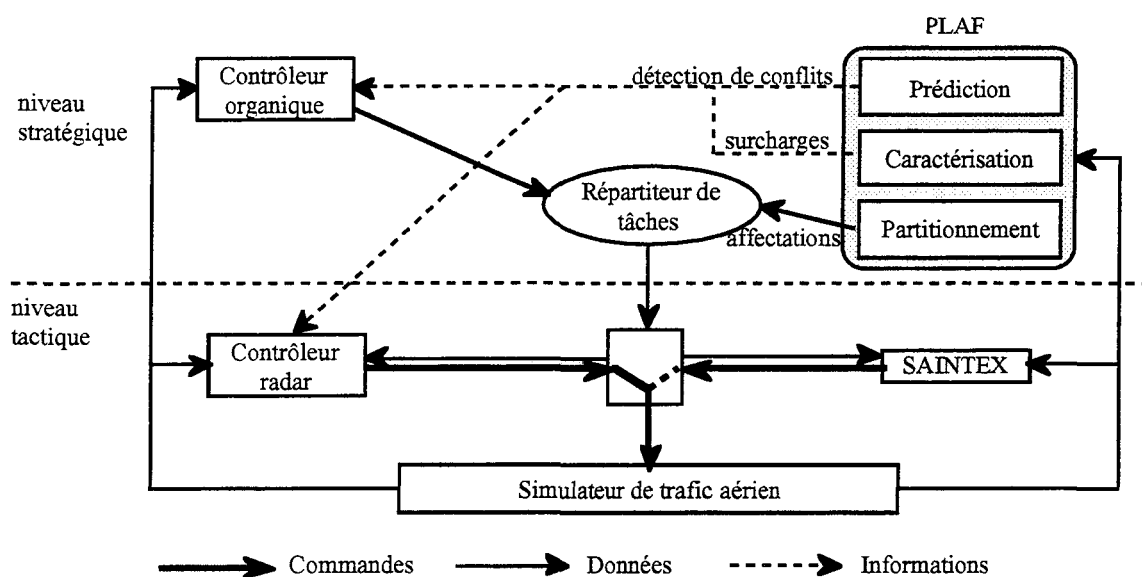 PLAF
Contrôleur
organique
détection de conflits
Prédiction
niveau
stratégique
surcharges
Caractérisation
Répartiteur de
tâches
affectations
Partitionnement
niveau
tactique
Contrôleur
radar
SAINTEX
Simulateur de trafic aérien
Commandes
Données
Informations